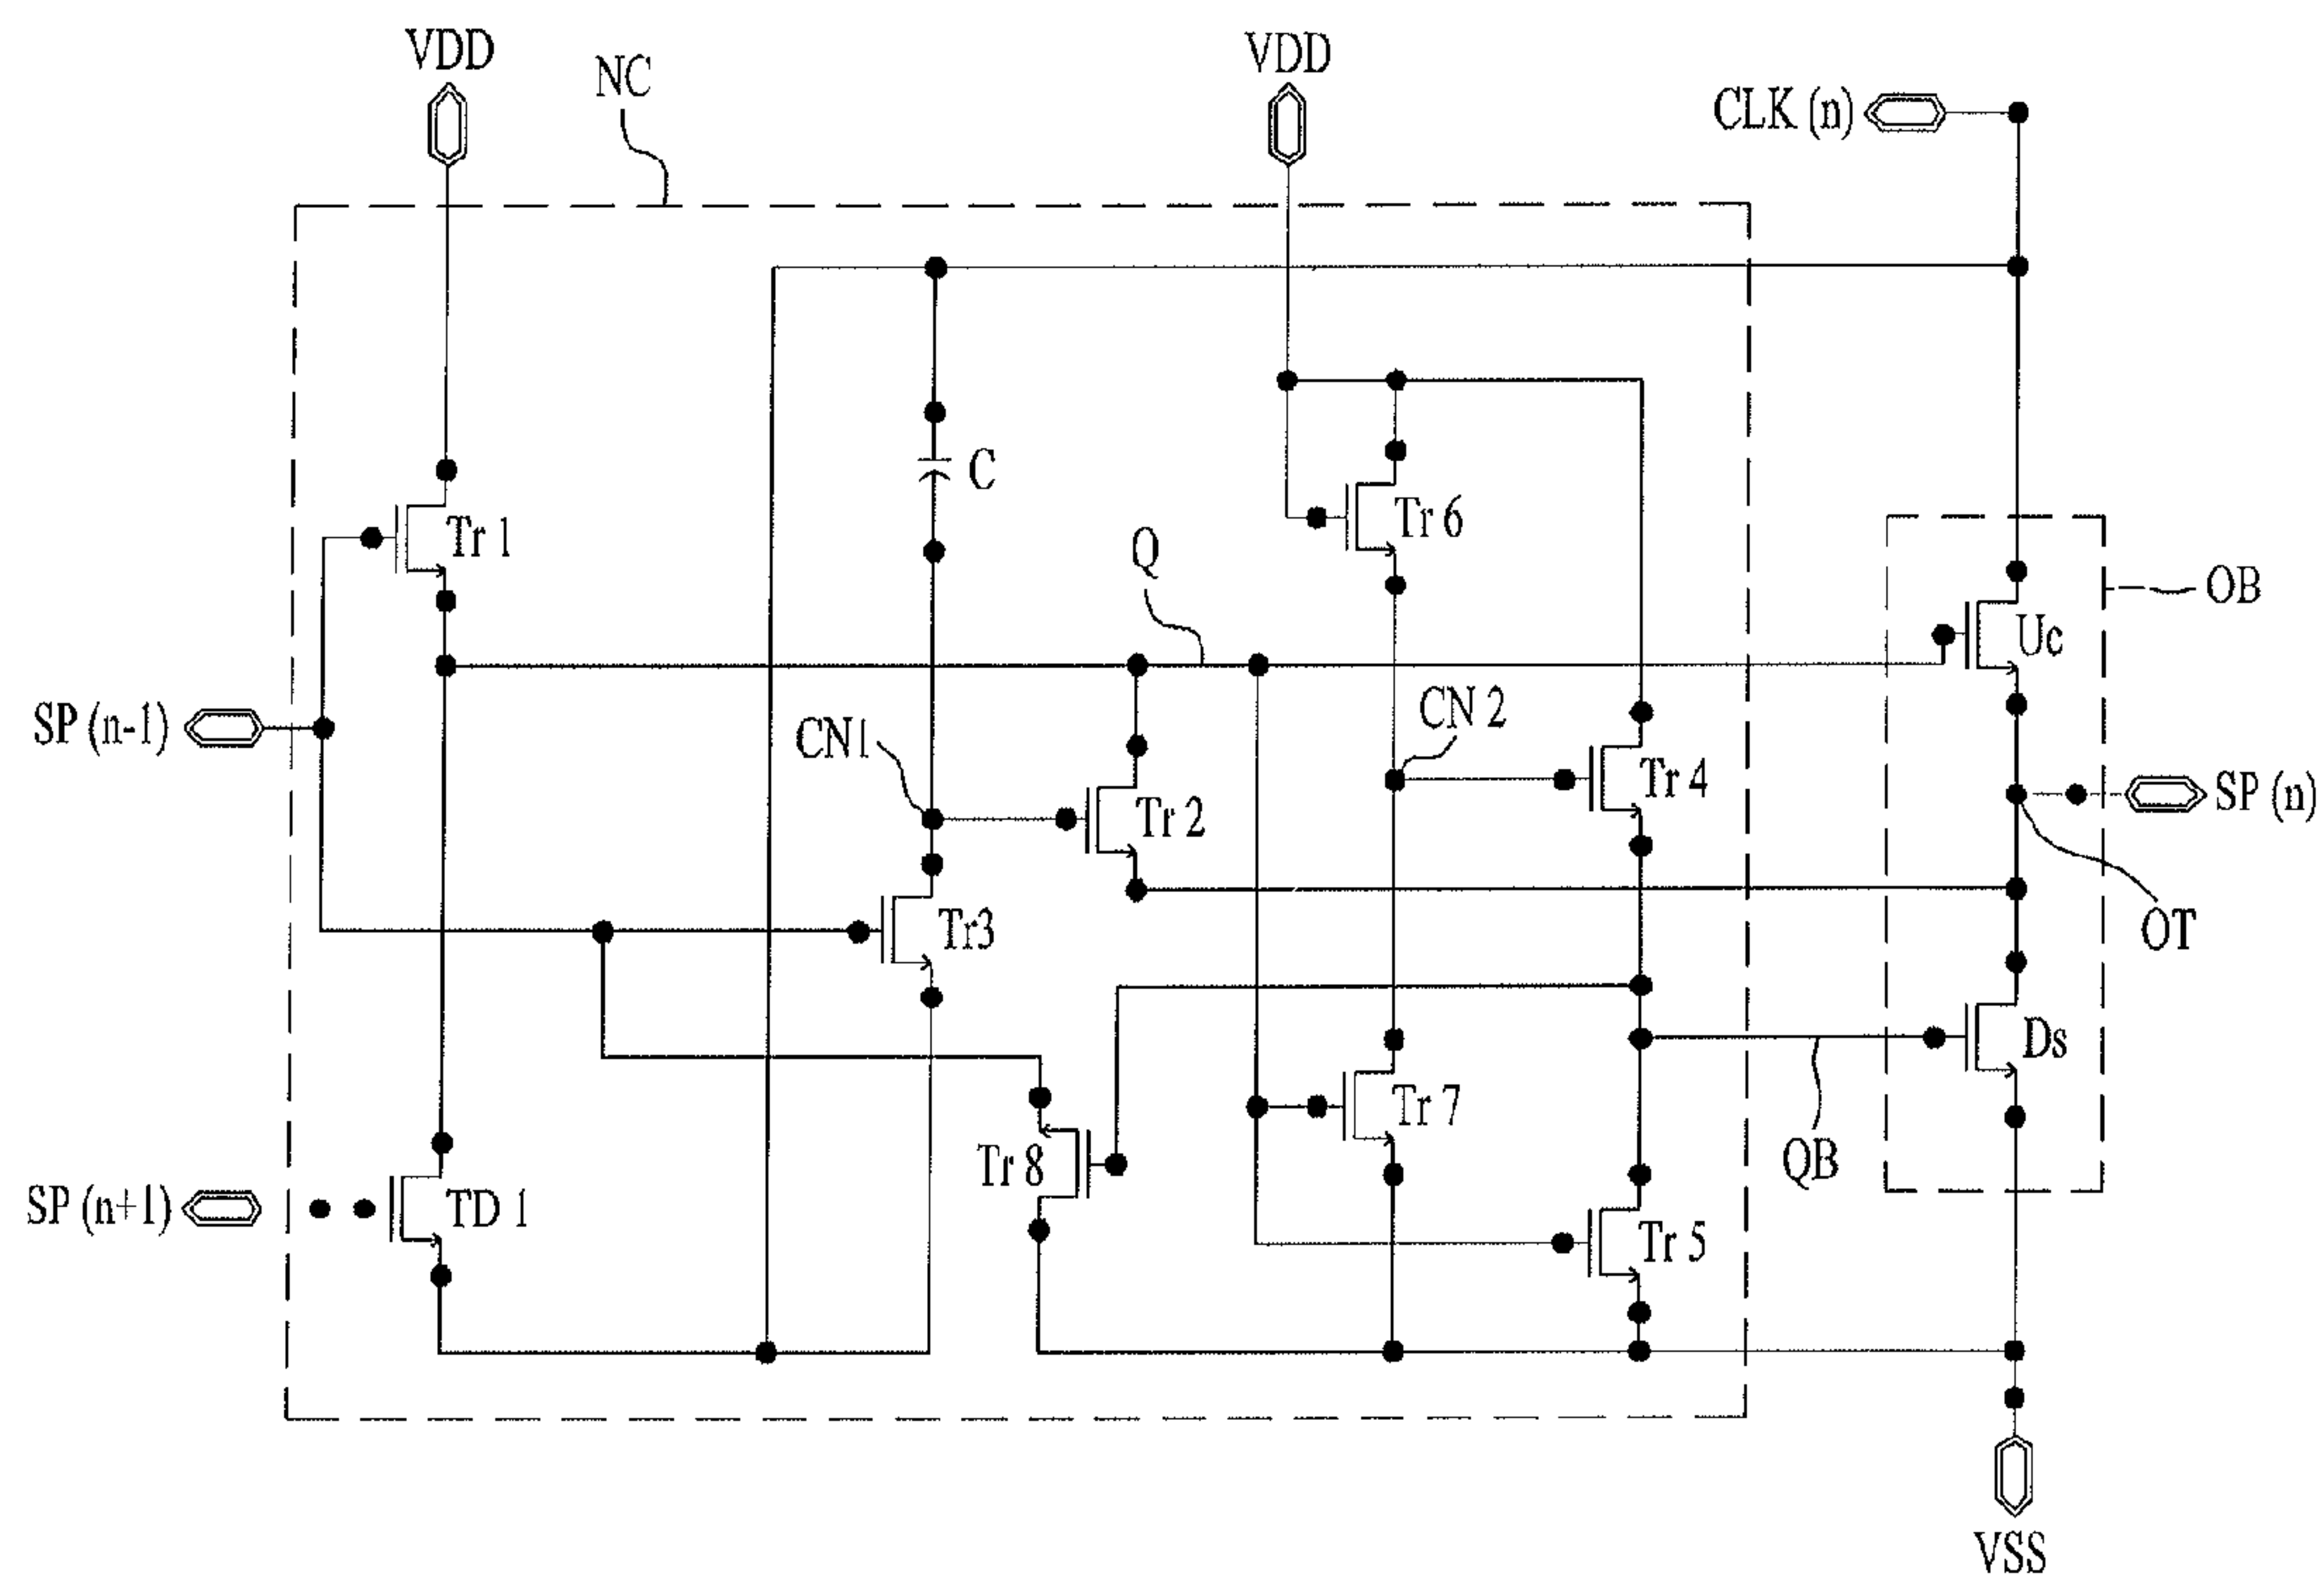 VDD
NC
VDD
CLK (n)
C
Tr 1
Tr 6
Q
OB
Uc
SP (n-1)
CN1
CN 2
Tr 2
Tr 4
SP (n)
Tr3
OT
Ds
Tr 7
Tr 8
QB
SP (n+1)
TD 1
Tr 5
VSS